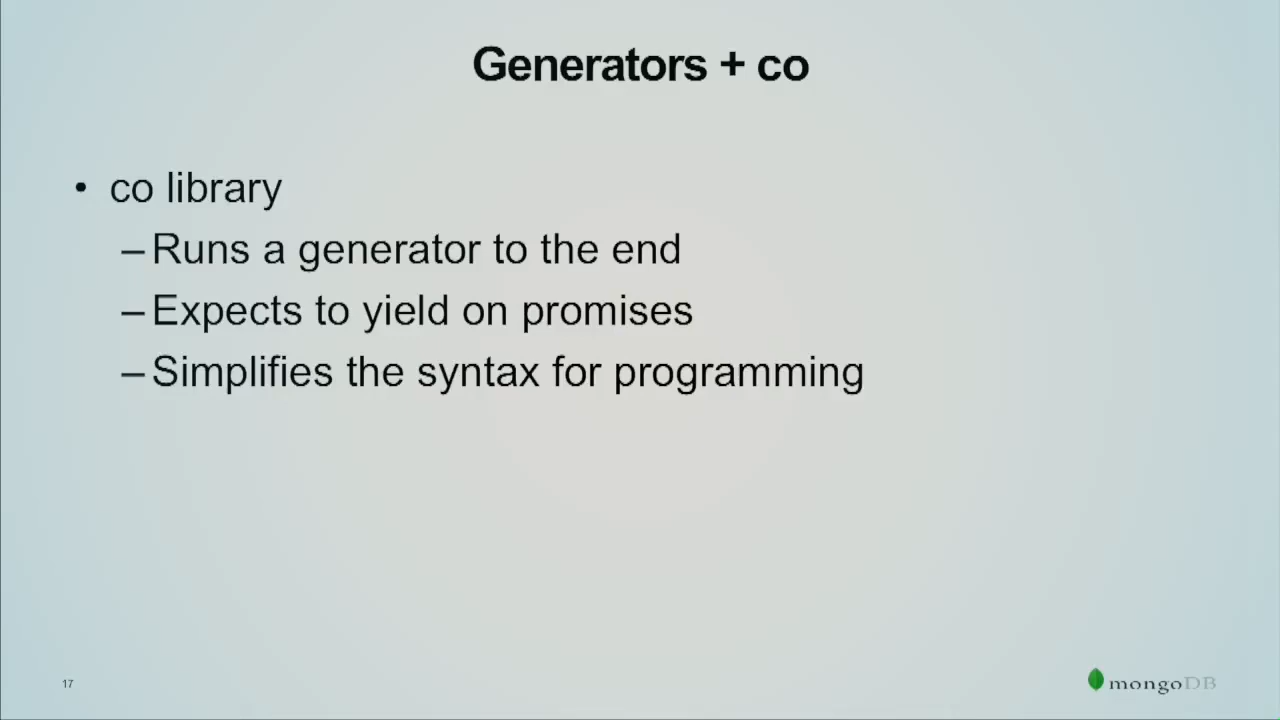 Generators + co
• co library
– Runs a generator to the end
– Expects to yield on promises
– Simplifies the syntax for programming
17
mongoDB